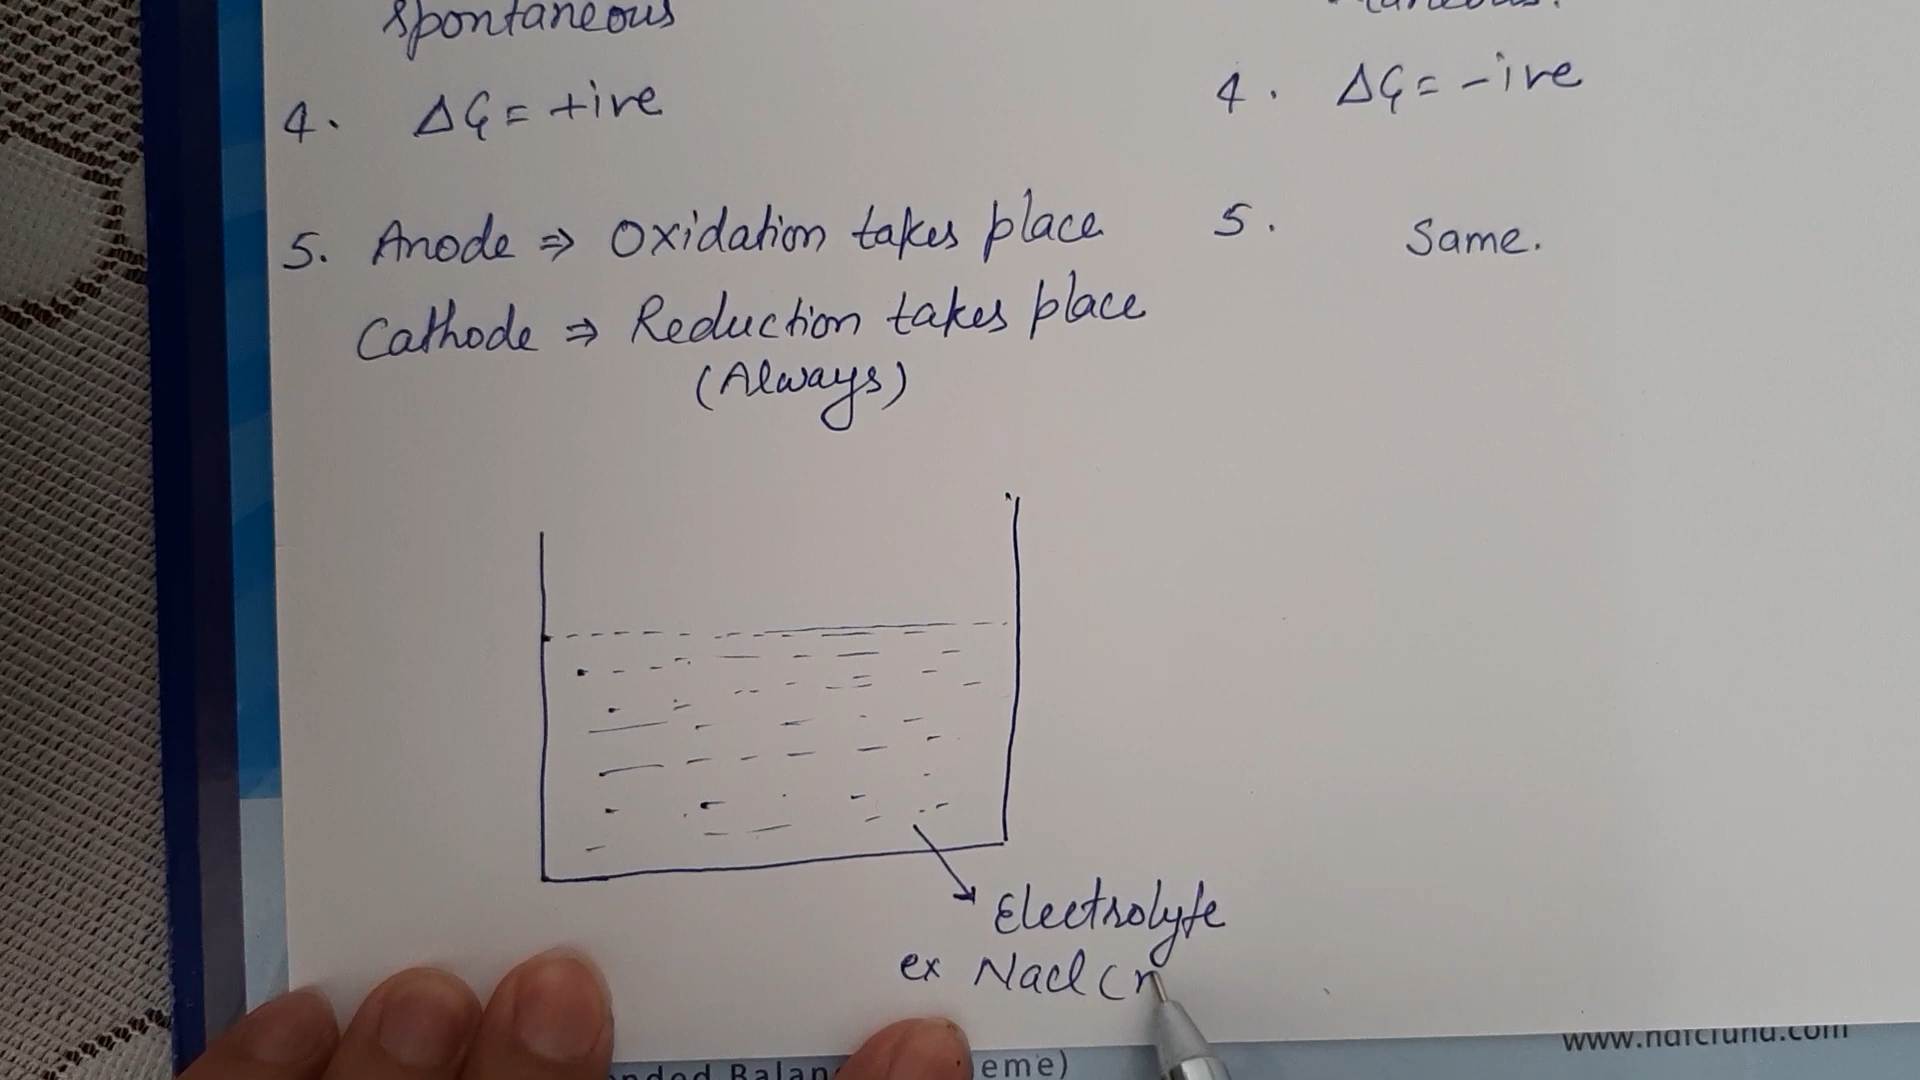 spontaneous
4. ΔG = +ive
5. Anode ⇒ Oxidation takes place
Cathode ⇒ Reduction takes place
(Always)
4. ΔG = -ive
5. Same.
Electrolyte
ex Nacl (
eme)